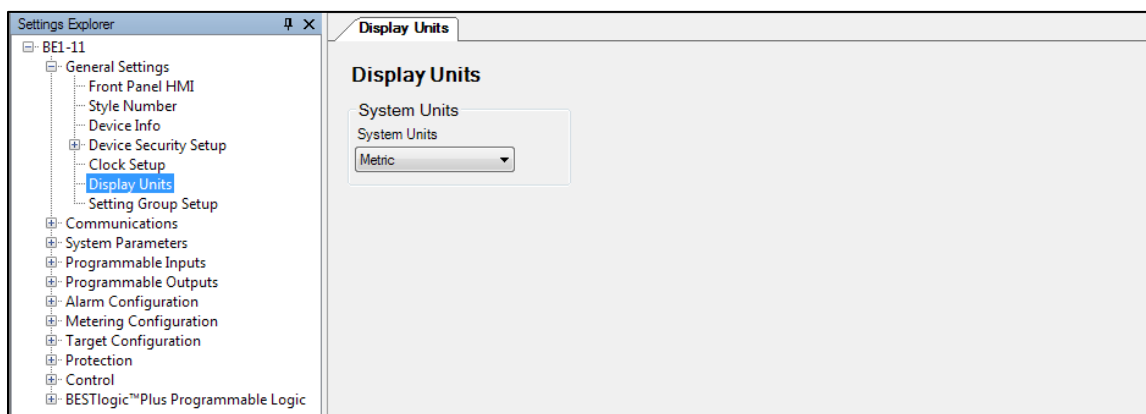 Settings Explorer
BE1-11
General Settings
Front Panel HMI
Style Number
Device Info
Device Security Setup
Clock Setup
Display Units
Setting Group Setup
Communications
System Parameters
Programmable Inputs
Programmable Outputs
Alarm Configuration
Metering Configuration
Target Configuration
Protection
Control
BESTlogic™Plus Programmable Logic
Display Units
Display Units
System Units
System Units
Metric